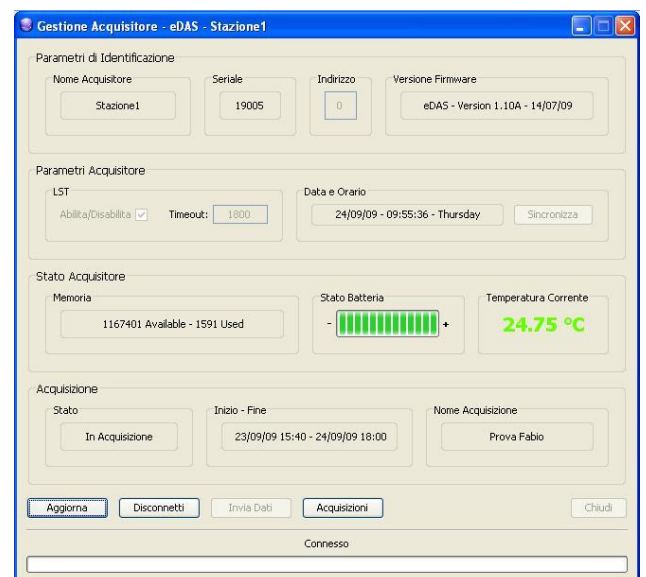 Gestione Acquisitore - eDAS - Stazione1
Parametri di Identificazione
Nome Acquisitore
Seriale
Indirizzo
Versione Firmware
Stazione1
19005
0
eDAS - Version 1.10A - 14/07/09
Parametri Acquisitore
LST
Data e Orario
Abilita/Disabilita
Timeout:
1800
24/09/09 - 09:55:36 - Thursday
Sincronizza
Stato Acquisitore
Memoria
Stato Batteria
Temperatura Corrente
1167401 Available - 1591 Used
- +
24.75 °C
Acquisizione
Stato
Inizio - Fine
Nome Acquisizione
In Acquisizione
23/09/09 15:40 - 24/09/09 18:00
Prova Fabio
Aggiorna
Disconnetti
Invia Dati
Acquisizioni
Chiudi
Connesso